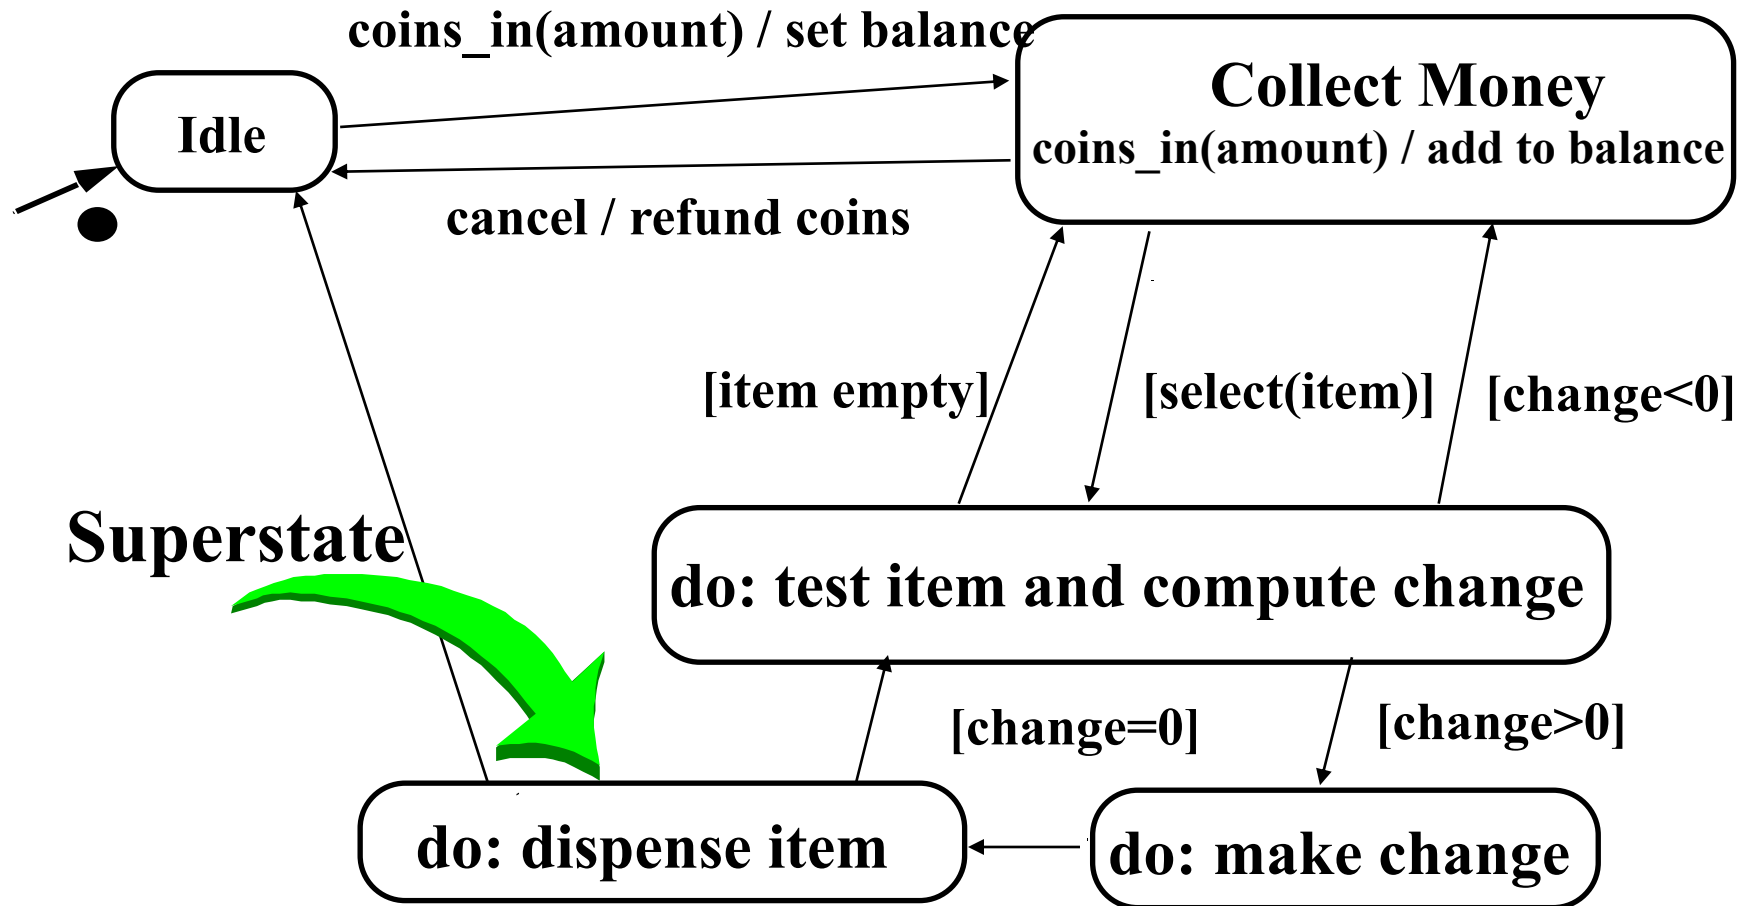 coins_in(amount) / set balance
Idle
Collect Money
coins_in(amount) / add to balance
cancel / refund coins
[item empty]
[select(item)]
[change<0]
Superstate
do: test item and compute change
[change=0]
[change>0]
do: dispense item
do: make change